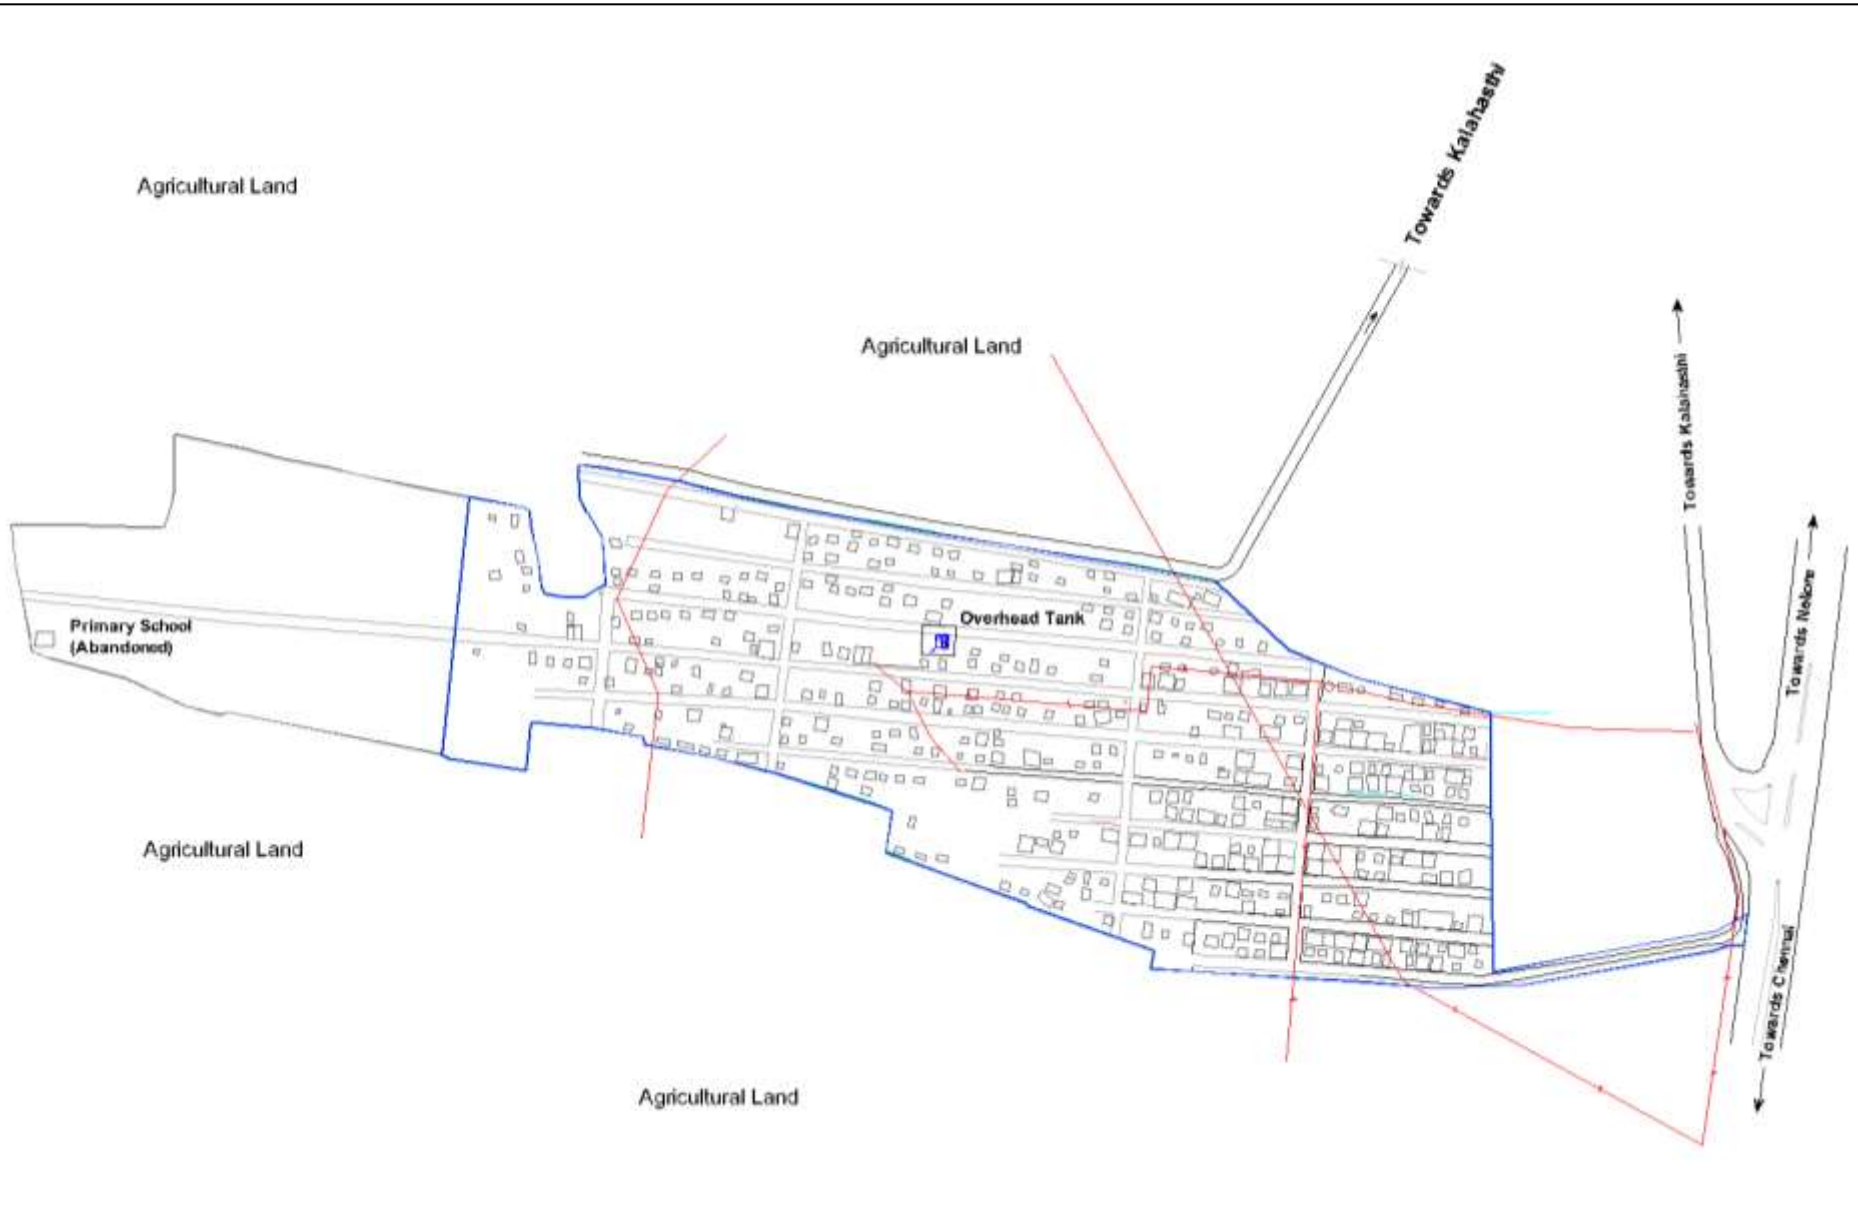 Towards Kalahasthi
Agricultural Land
Agricultural Land
Towards Kalahasthi
Towards Nellore
Overhead Tank
Primary School
(Abandoned)
Agricultural Land
Towards Chennai
Agricultural Land